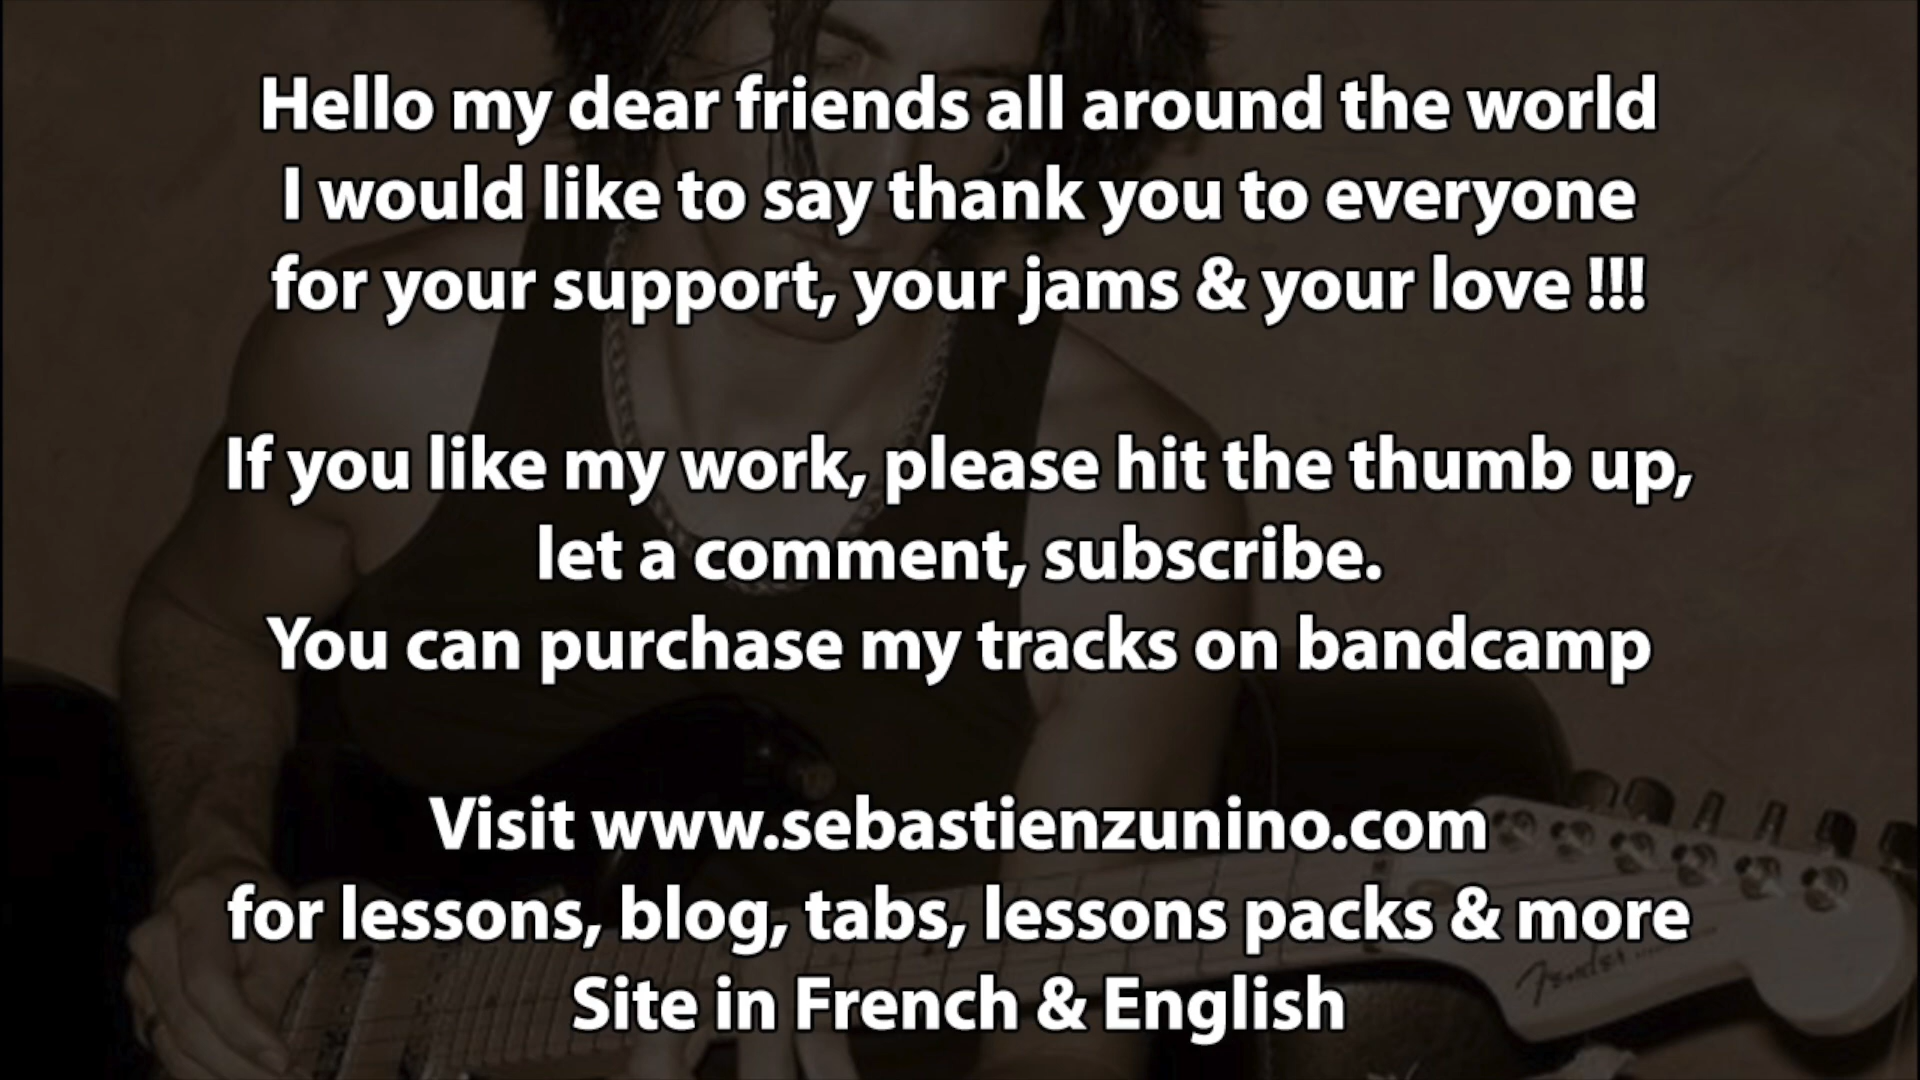 Hello my dear friends all around the world
I would like to say thank you to everyone
for your support, your jams & your love !!!
If you like my work, please hit the thumb up,
let a comment, subscribe.
You can purchase my tracks on bandcamp
Visit www.sebastienzunino.com
for lessons, blog, tabs, lessons packs & more
Fender
Site in French & English